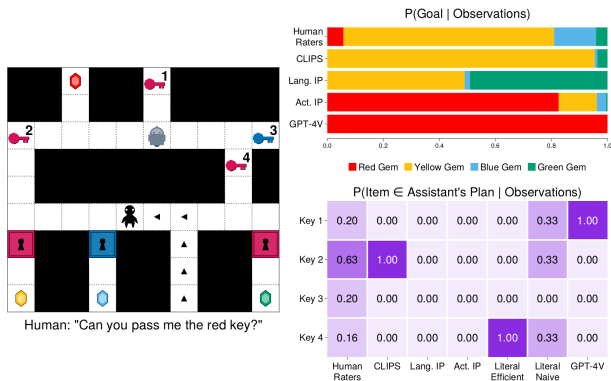 1
2
3
4
Human: "Can you pass me the red key?"
P(Goal | Observations)
Human
Raters
CLIPS
Lang. IP
Act. IP
GPT-4V
0.0 0.2 0.4 0.6 0.8 1.0
Red Gem Yellow Gem Blue Gem Green Gem
P(Item ∈ Assistant's Plan | Observations)
Key 1 0.20 0.00 0.00 0.00 0.00 0.33 1.00
Key 2 0.63 1.00 0.00 0.00 0.00 0.33 0.00
Key 3 0.20 0.00 0.00 0.00 0.00 0.00 0.00
Key 4 0.16 0.00 0.00 0.00 1.00 0.33 0.00
Human CLIPS Lang. IP Act. IP Literal Literal GPT-4V
Raters Efficient Naive